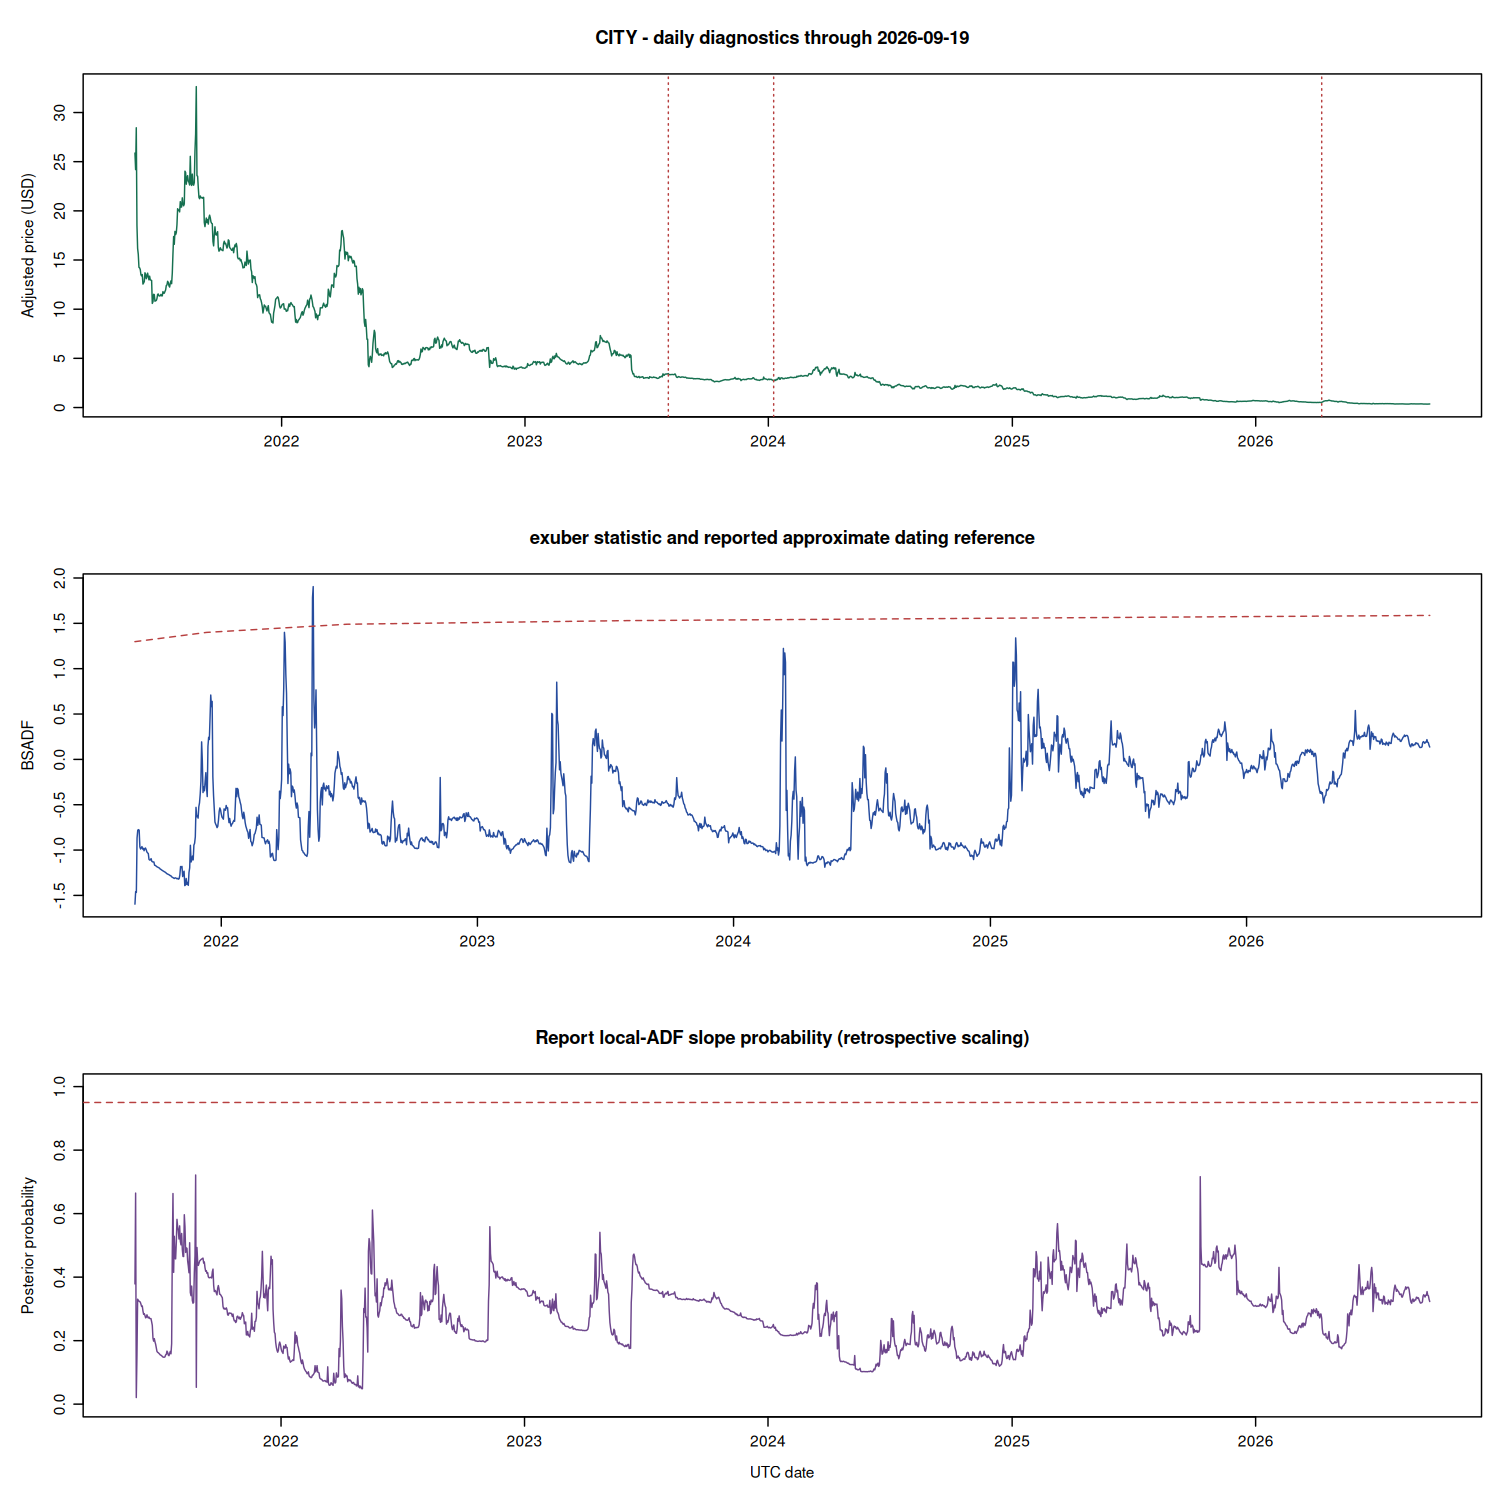 CITY - daily diagnostics through 2026-09-19
Adjusted price (USD)
30
25
20
15
10
5
0
2022 2023 2024 2025 2026
exuber statistic and reported approximate dating reference
BSADF
2.0
1.5
1.0
0.5
0.0
-0.5
-1.0
-1.5
2022 2023 2024 2025 2026
Report local-ADF slope probability (retrospective scaling)
Posterior probability
1.0
0.8
0.6
0.4
0.2
0.0
2022 2023 2024 2025 2026
UTC date